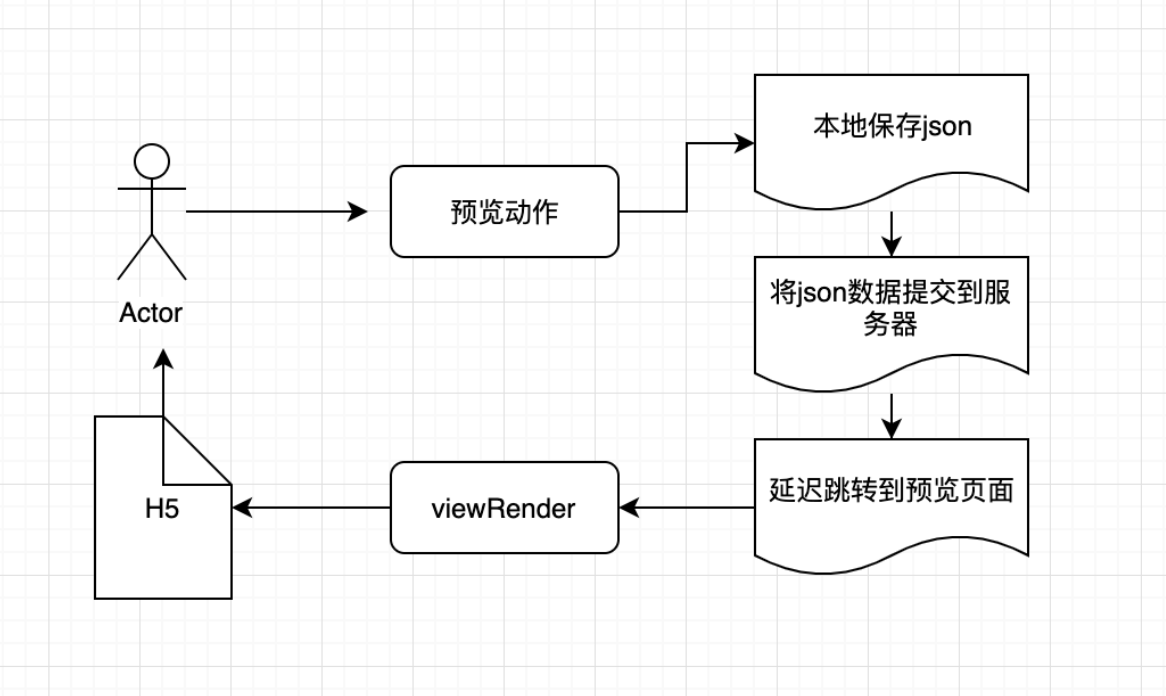 本地保存json
预览动作
将json数据提交到服
务器
Actor
延迟跳转到预览页面
viewRender
H5